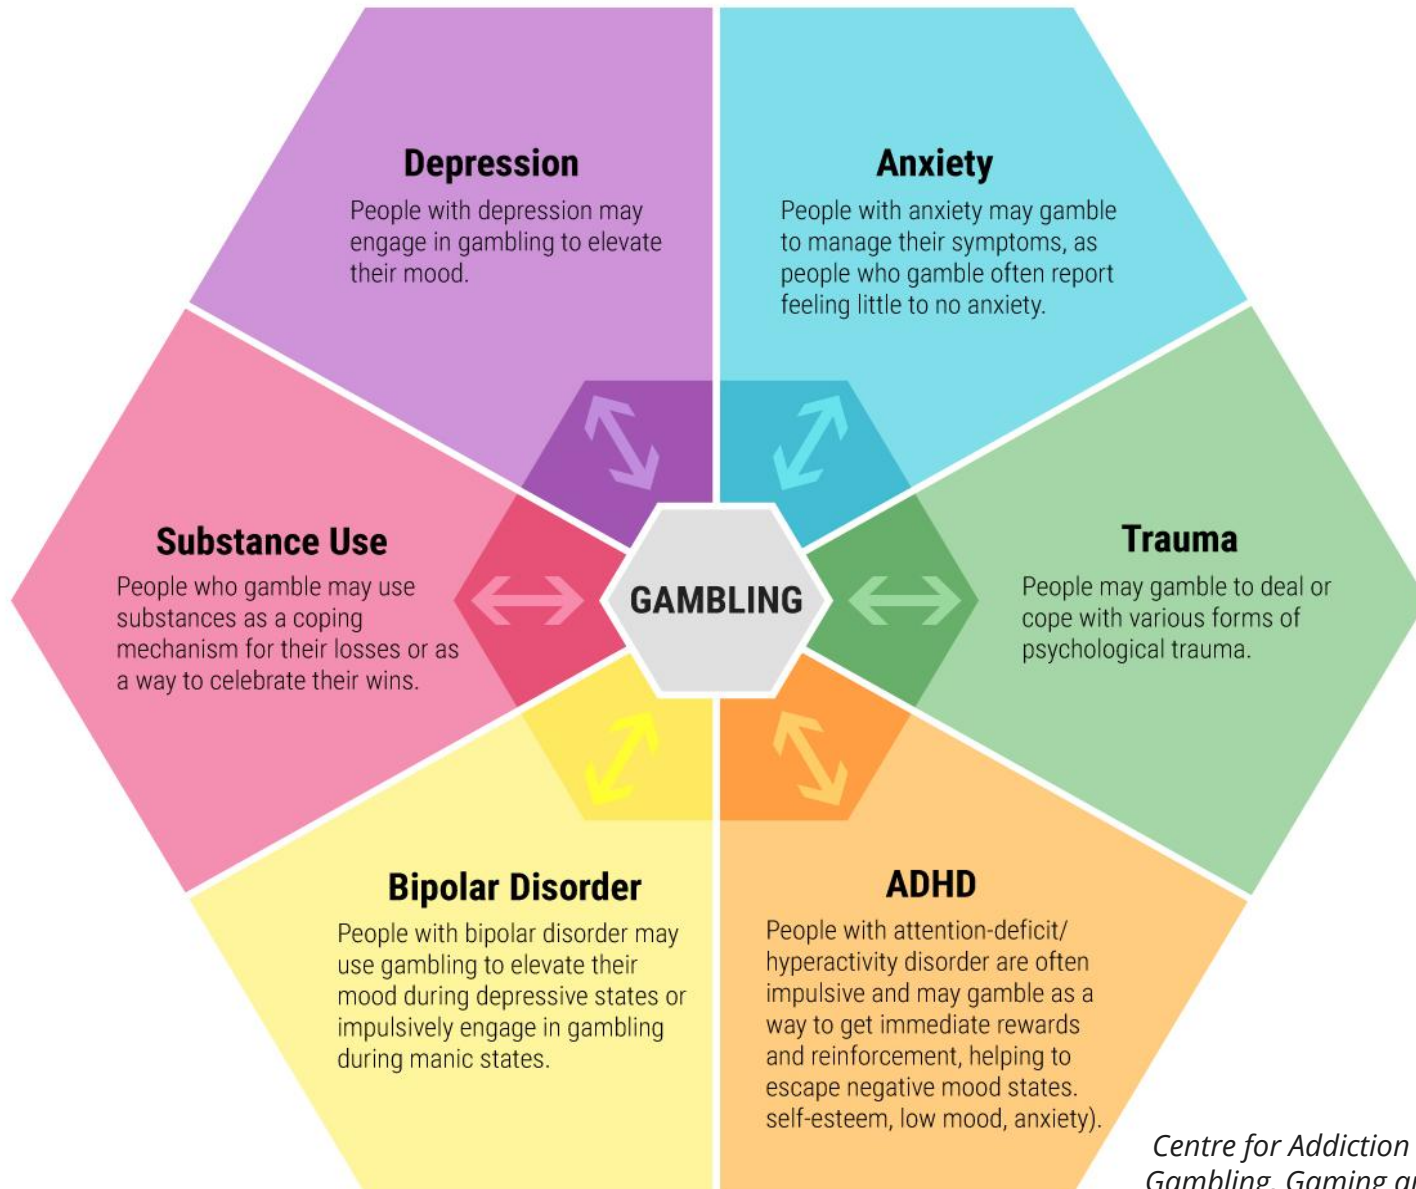 Depression
People with depression may
engage in gambling to elevate
their mood.
Anxiety
People with anxiety may gamble
to manage their symptoms, as
people who gamble often report
feeling little to no anxiety.
Substance Use
People who gamble may use
substances as a coping
mechanism for their losses or as
a way to celebrate their wins.
GAMBLING
Trauma
People may gamble to deal or
cope with various forms of
psychological trauma.
Bipolar Disorder
People with bipolar disorder may
use gambling to elevate their
mood during depressive states or
impulsively engage in gambling
during manic states.
ADHD
People with attention-deficit/
hyperactivity disorder are often
impulsive and may gamble as a
way to get immediate rewards
and reinforcement, helping to
escape negative mood states.
self-esteem, low mood, anxiety).
Centre for Addiction
Gambling, Gaming